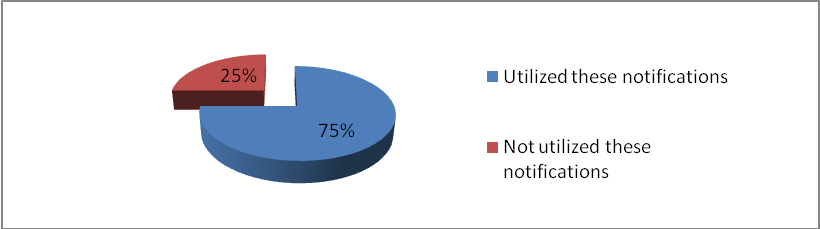 25%
Utilized these notifications
75%
Not utilized these
notifications